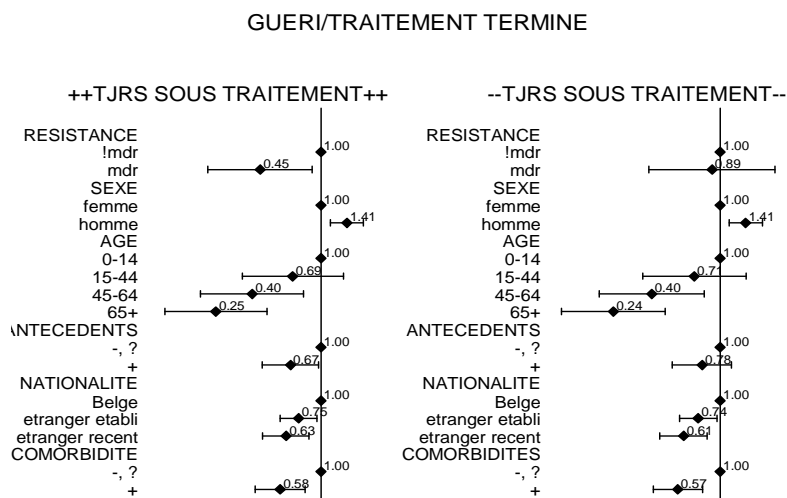 GUERI/TRAITEMENT TERMINE
++TJRS SOUS TRAITEMENT++
RESISTANCE
!mdr 1.00
mdr 0.45
SEXE
femme 1.00
homme 1.41
AGE
0-14 1.00
15-44 0.69
45-64 0.40
65+ 0.25
ANTECEDENTS
-, ? 1.00
+ 0.67
NATIONALITE
Belge 1.00
etranger etabli 0.75
etranger recent 0.63
COMORBIDITE
-, ? 1.00
+ 0.58
--TJRS SOUS TRAITEMENT--
RESISTANCE
!mdr 1.00
mdr 0.89
SEXE
femme 1.00
homme 1.41
AGE
0-14 1.00
15-44 0.71
45-64 0.40
65+ 0.24
ANTECEDENTS
-, ? 1.00
+ 0.78
NATIONALITE
Belge 1.00
etranger etabli 0.74
etranger recent 0.61
COMORBIDITES
-, ? 1.00
+ 0.57